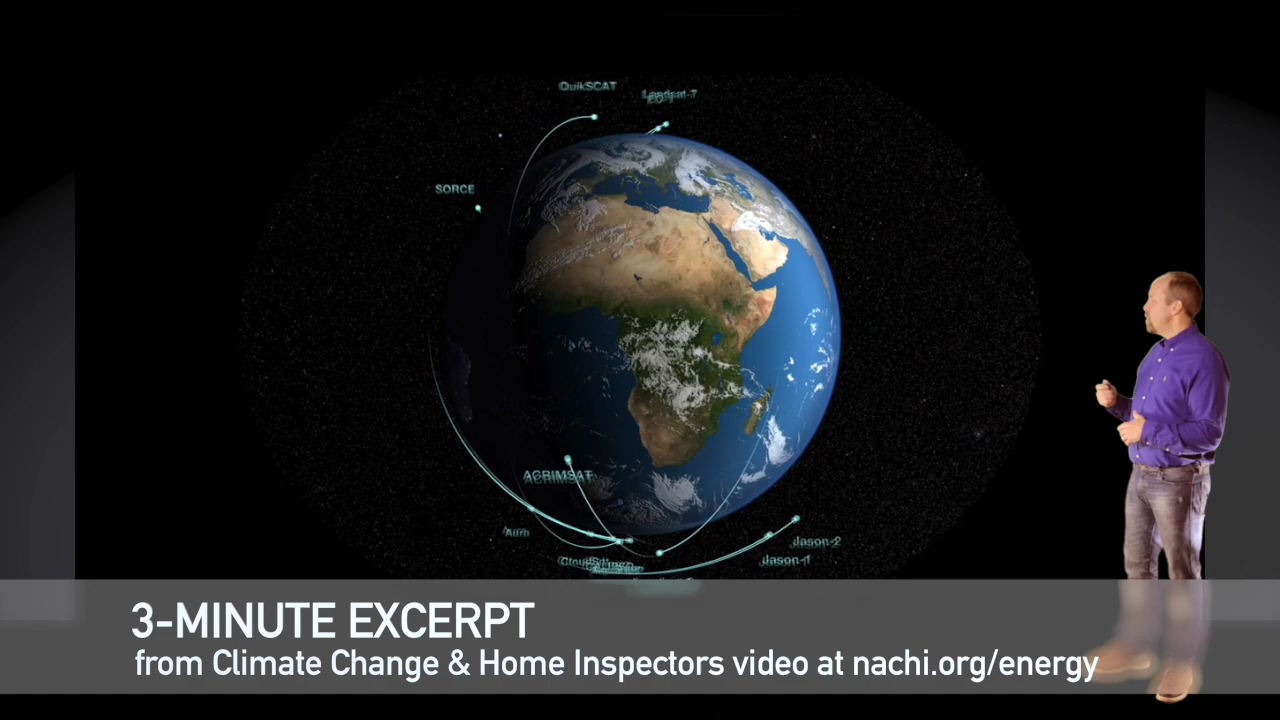 QuikSCAT
Landsat-7
SORCE
ACRIMSAT
Aura
Jason-2
Jason-1
3-MINUTE EXCERPT
from Climate Change & Home Inspectors video at nachi.org/energy